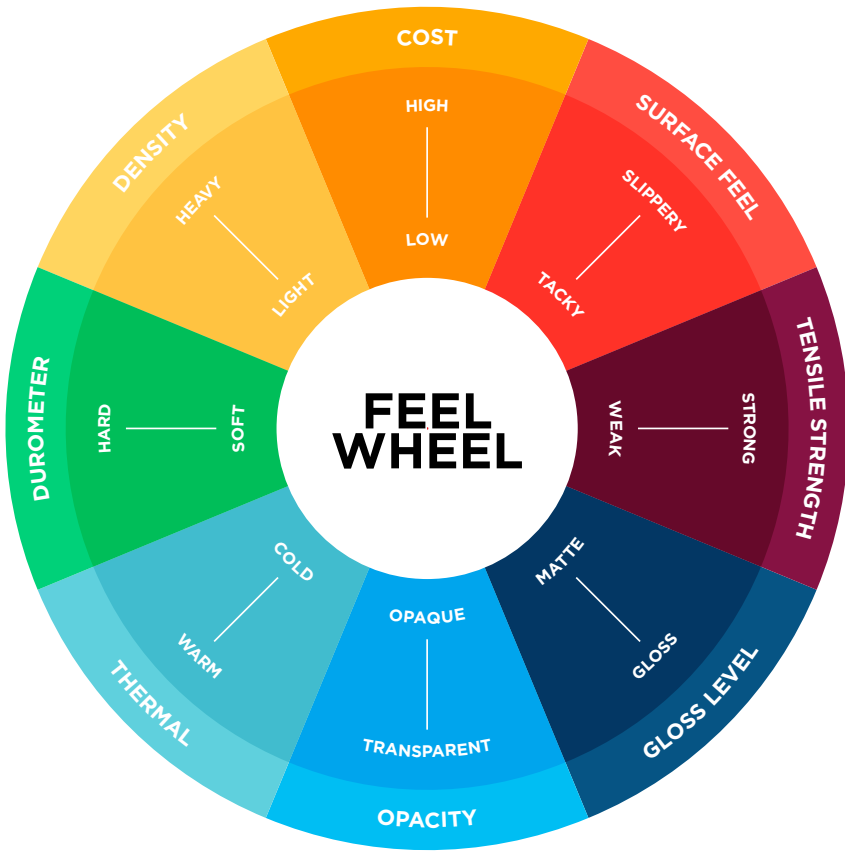 COST
HIGH
LOW
SURFACE FEEL
SLIPPERY
TACKY
TENSILE STRENGTH
STRONG
WEAK
GLOSS LEVEL
MATTE
GLOSS
OPACITY
OPAQUE
TRANSPARENT
THERMAL
COLD
WARM
DUROMETER
HARD
SOFT
DENSITY
HEAVY
LIGHT
FEEL
WHEEL